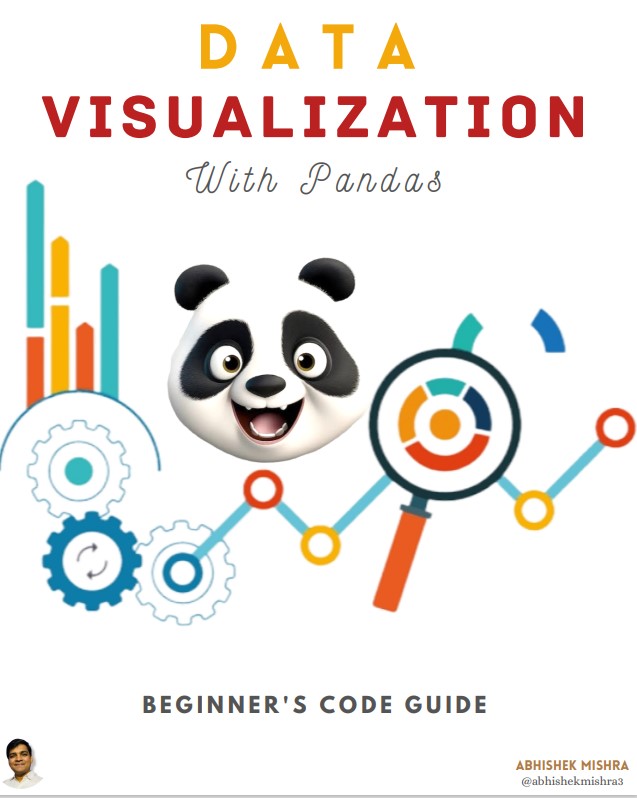 DATA
VISUALIZATION
With Pandas
BEGINNER'S CODE GUIDE
ABHISHEK MISHRA
@abhishekmishra3